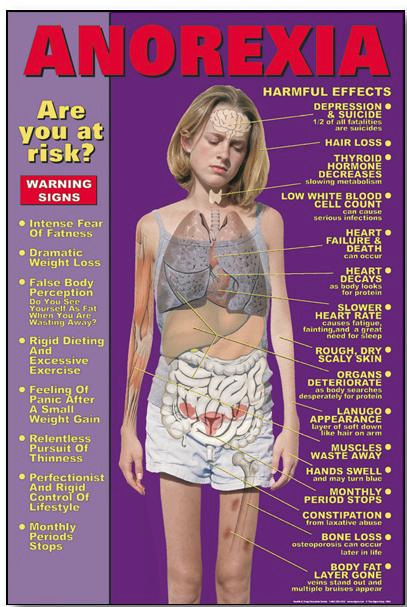 ANOREXIA
Are
you at
risk?
WARNING
SIGNS
Intense Fear
Of Fatness
Dramatic
Weight Loss
False Body
Perception
Do You See
Yourself As Fat
When You Are
Wasting Away?
Rigid Dieting
And
Excessive
Exercise
Feeling Of
Panic After
A Small
Weight Gain
Relentless
Pursuit Of
Thinness
Perfectionist
And Rigid
Control Of
Lifestyle
Monthly
Periods
Stops
HARMFUL EFFECTS
DEPRESSION
& SUICIDE
1/2 of all fatalities
are suicides
HAIR LOSS
THYROID
HORMONE
DECREASES
slowing metabolism
LOW WHITE BLOOD
CELL COUNT
can cause
serious infections
HEART
FAILURE &
DEATH
can occur
HEART
DECAYS
as body looks
for protein
SLOWER
HEART RATE
causes fatigue,
fainting,and a great
need for sleep
ROUGH, DRY
SCALY SKIN
ORGANS
DETERIORATE
as body searches
desperately for protein
LANUGO
APPEARANCE
layer of soft down
like hair on arm
MUSCLES
WASTE AWAY
HANDS SWELL
and may turn blue
MONTHLY
PERIOD STOPS
CONSTIPATION
from laxative abuse
BONE LOSS
osteoporosis can occur
later in life
BODY FAT
LAYER GONE
veins stand out and
multiple bruises appear